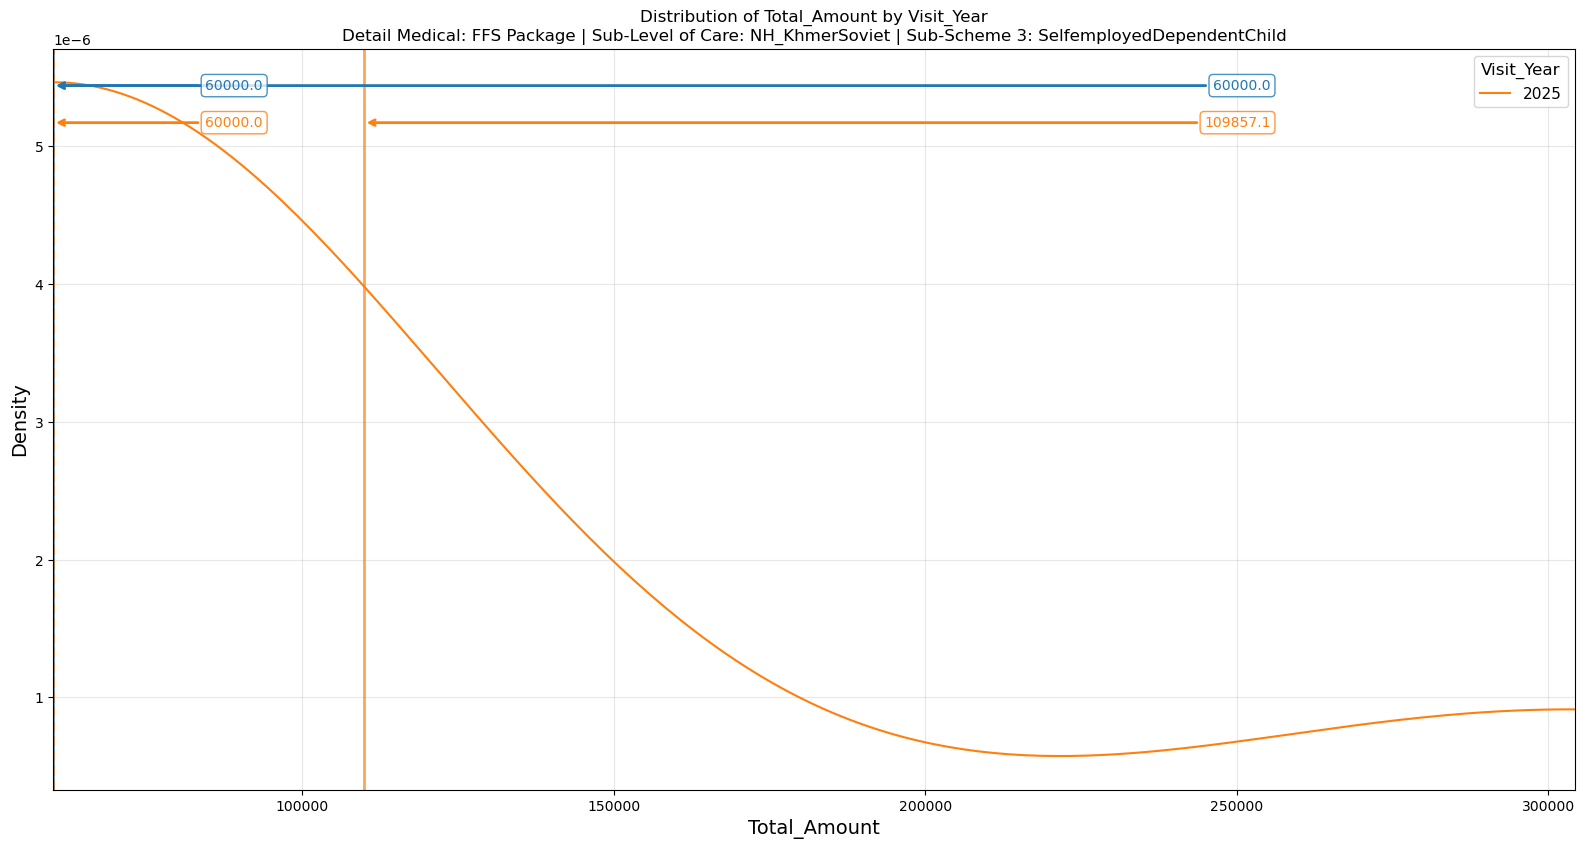 Distribution of Total_Amount by Visit_Year
Detail Medical: FFS Package | Sub-Level of Care: NH_KhmerSoviet | Sub-Scheme 3: SelfemployedDependentChild
1e−6
Visit_Year
2025
60000.0
60000.0
60000.0
109857.1
5
4
3
2
1
Density
100000
150000
200000
250000
300000
Total_Amount